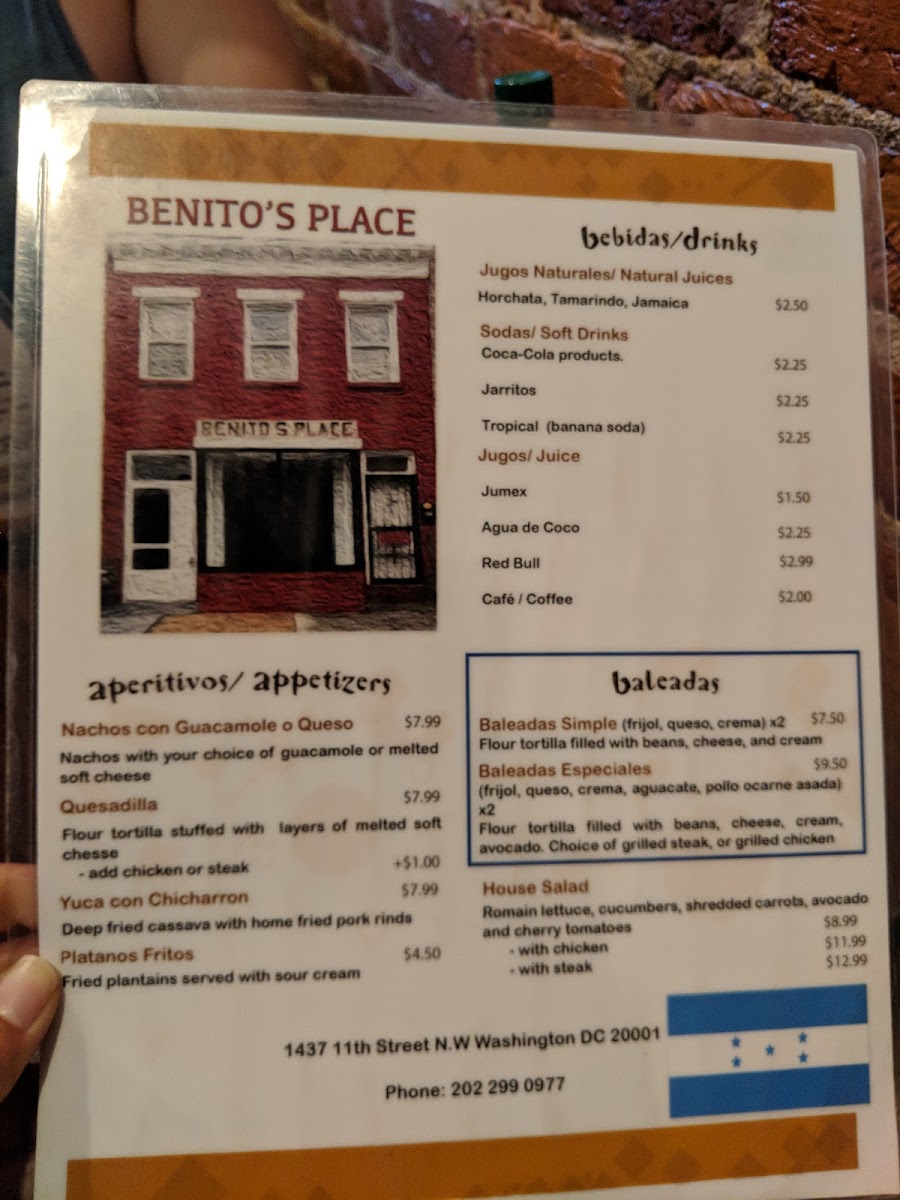 BENITO'S PLACE
BENITO S PLACE
bebidas/drinks
Jugos Naturales/ Natural Juices
Horchata, Tamarindo, Jamaica $2.50
Sodas/ Soft Drinks
Coca-Cola products. $2.25
Jarritos $2.25
Tropical (banana soda) $2.25
Jugos/ Juice
Jumex $1.50
Agua de Coco $2.25
Red Bull $2.99
Café / Coffee $2.00
aperitivos/ appetizers
Nachos con Guacamole o Queso $7.99
Nachos with your choice of guacamole or melted
soft cheese
Quesadilla $7.99
Flour tortilla stuffed with layers of melted soft
chesse
- add chicken or steak +$1.00
Yuca con Chicharron $7.99
Deep fried cassava with home fried pork rinds
Platanos Fritos $4.50
Fried plantains served with sour cream
baleadas
Baleadas Simple (frijol, queso, crema) x2 $7.50
Flour tortilla filled with beans, cheese, and cream
Baleadas Especiales $9.50
(frijol, queso, crema, aguacate, pollo ocarne asada)
x2
Flour tortilla filled with beans, cheese, cream,
avocado. Choice of grilled steak, or grilled chicken
House Salad
Romain lettuce, cucumbers, shredded carrots, avocado
and cherry tomatoes $8.99
- with chicken $11.99
- with steak $12.99
1437 11th Street N.W Washington DC 20001
Phone: 202 299 0977